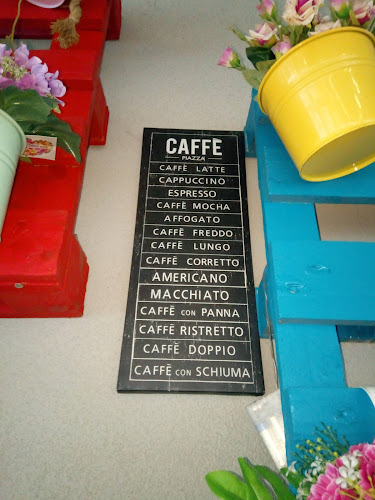 CAFFÈ
PIAZZA
CAFFÈ LATTE
CAPPUCCINO
ESPRESSO
CAFFÈ MOCHA
AFFOGATO
CAFFÈ FREDDO
CAFFÈ LUNGO
CAFFÈ CORRETTO
AMERICANO
MACCHIATO
CAFFÈ CON PANNA
CAFFÈ RISTRETTO
CAFFÈ DOPPIO
CAFFÈ CON SCHIUMA